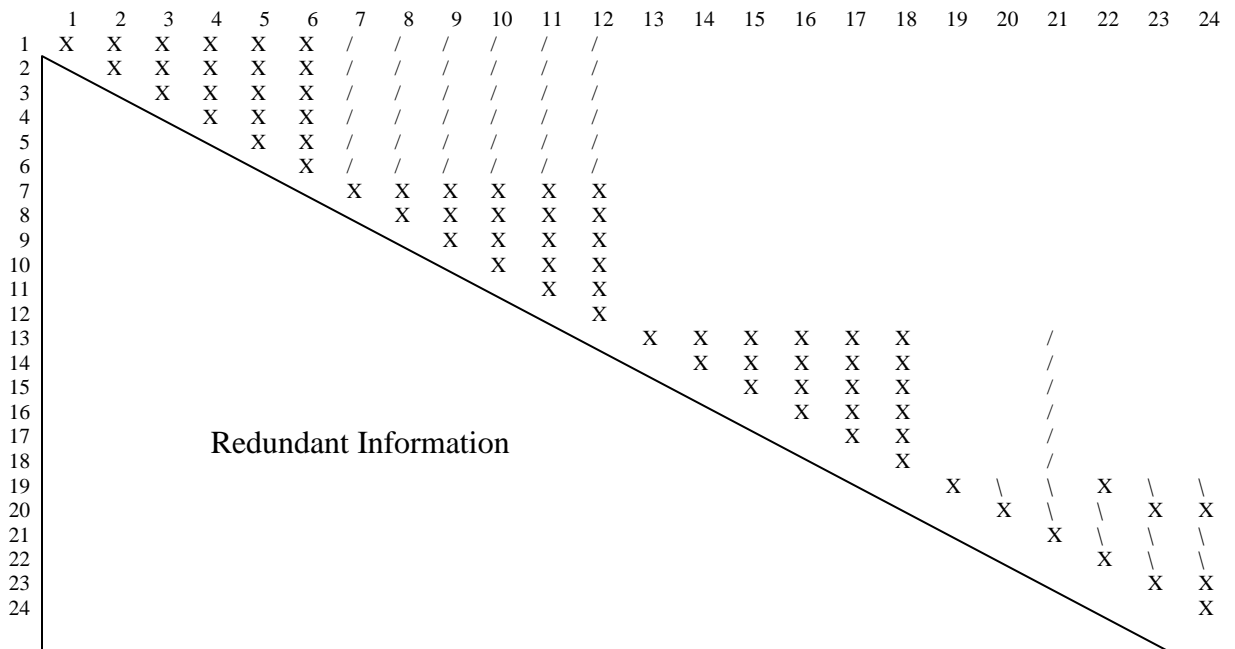 1 2 3 4 5 6 7 8 9 10 11 12 13 14 15 16 17 18 19 20 21 22 23 24
1 X X X X X X / / / / / /
2 X X X X X / / / / / /
3 X X X X / / / / / /
4 X X X / / / / / /
5 X X / / / / / /
6 X / / / / / /
7 X X X X X X
8 X X X X X
9 X X X X
10 X X X
11 X X
12 X
13 X X X X X X /
14 X X X X X /
15 X X X X /
16 X X X /
17 X X /
Redundant Information
18 X /
19 X \ \ X \ \
20 X \ \ X X
21 X \ \ \
22 X \ \
23 X X
24 X